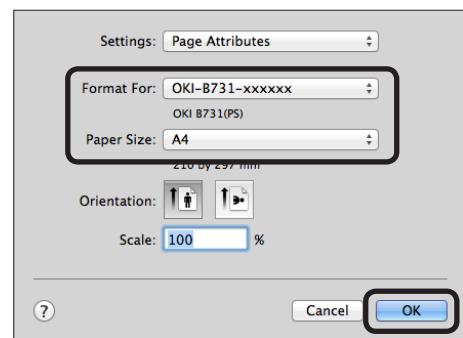 Settings: Page Attributes
Format For: OKI-B731-xxxxxx
OKI B731(PS)
Paper Size: A4
210 by 297 mm
Orientation:
Scale: 100 %
? Cancel OK